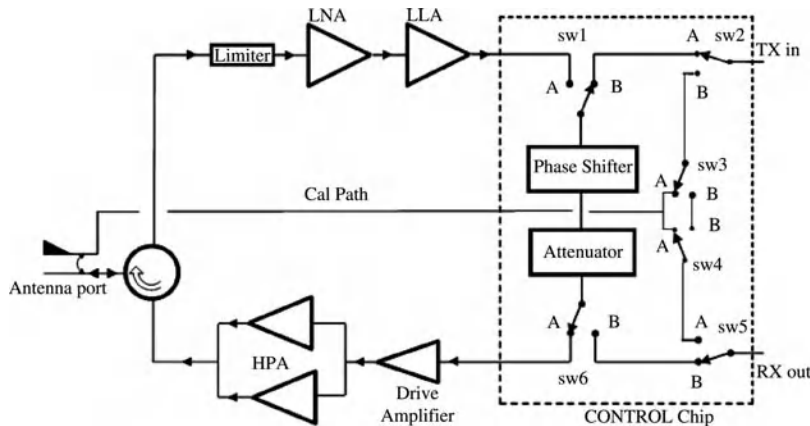 LNA
LLA
Limiter
sw1
A
B
A
sw2
TX in
B
Phase Shifter
sw3
A
B
B
A
sw4
Cal Path
Attenuator
Antenna port
A
B
sw6
A
sw5
B
RX out
HPA
Drive
Amplifier
CONTROL Chip